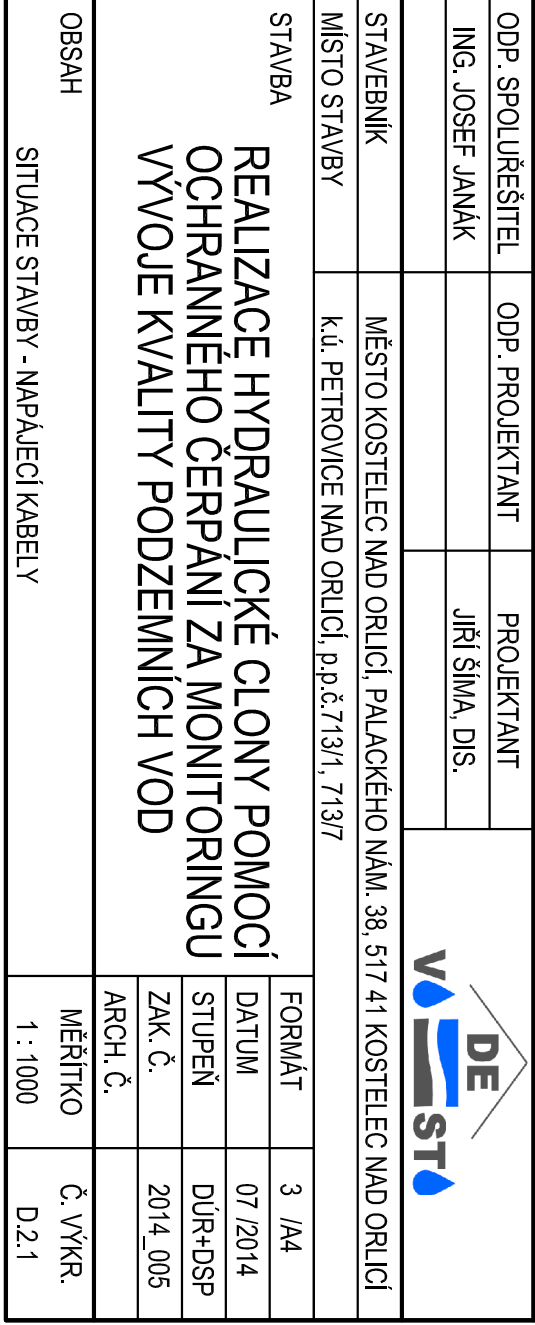 ODP. SPOLUŘEŠITEL
ODP. PROJEKTANT
PROJEKTANT
ING. JOSEF JANÁK
JIŘÍ ŠÍMA, DIS.
DE
V ST
STAVEBNÍK
MĚSTO KOSTELEC NAD ORLICÍ, PALACKÉHO NÁM. 38, 517 41 KOSTELEC NAD ORLICÍ
MÍSTO STAVBY
k.ú. PETROVICE NAD ORLICÍ, p.p.č.713/1, 713/7
STAVBA
REALIZACE HYDRAULICKÉ CLONY POMOCÍ
OCHRANNÉHO ČERPÁNÍ ZA MONITORINGU
VÝVOJE KVALITY PODZEMNÍCH VOD
FORMÁT
3 /A4
DATUM
07 /2014
STUPEŇ
DÚR+DSP
ZAK. Č.
2014_005
ARCH. Č.
OBSAH
SITUACE STAVBY - NAPÁJECÍ KABELY
MĚŘÍTKO
1 : 1000
Č. VÝKR.
D.2.1